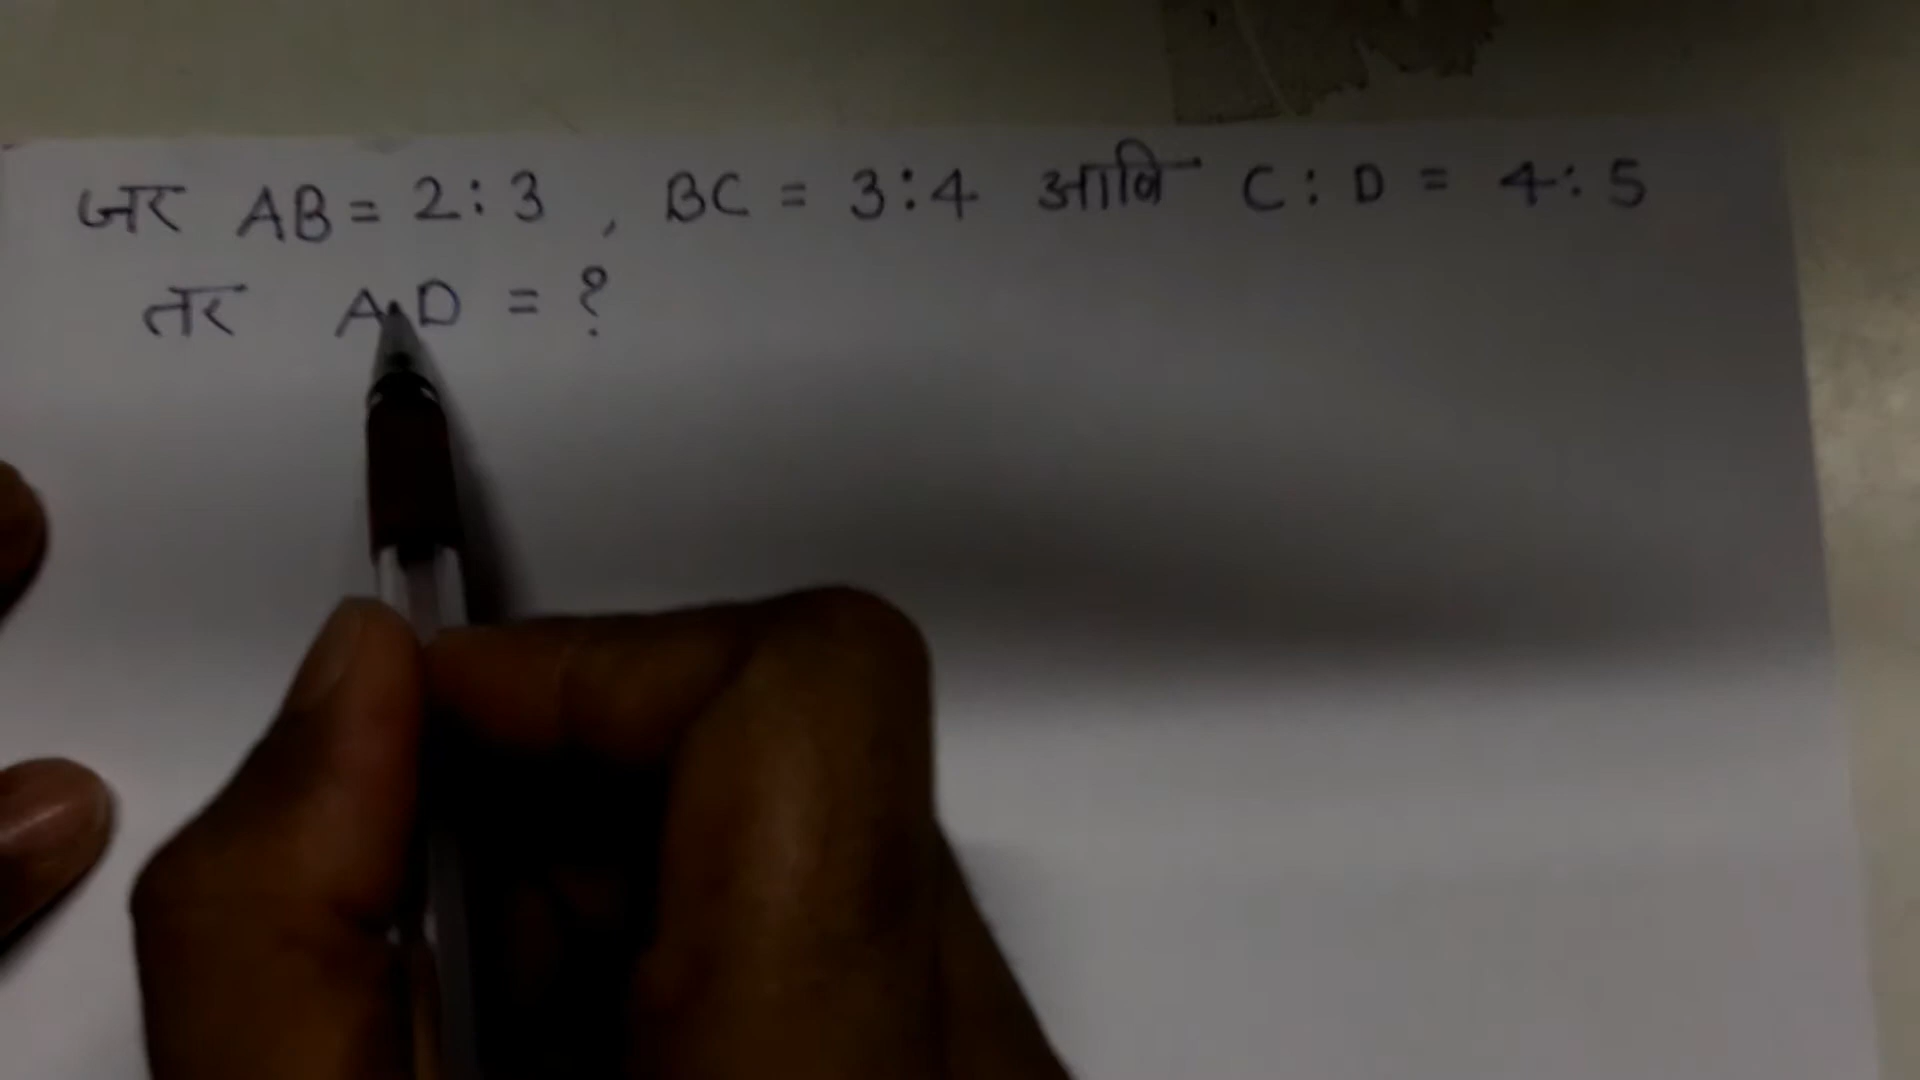 जर AB = 2:3 , BC = 3:4 आणि C:D = 4:5
तर A:D = ?